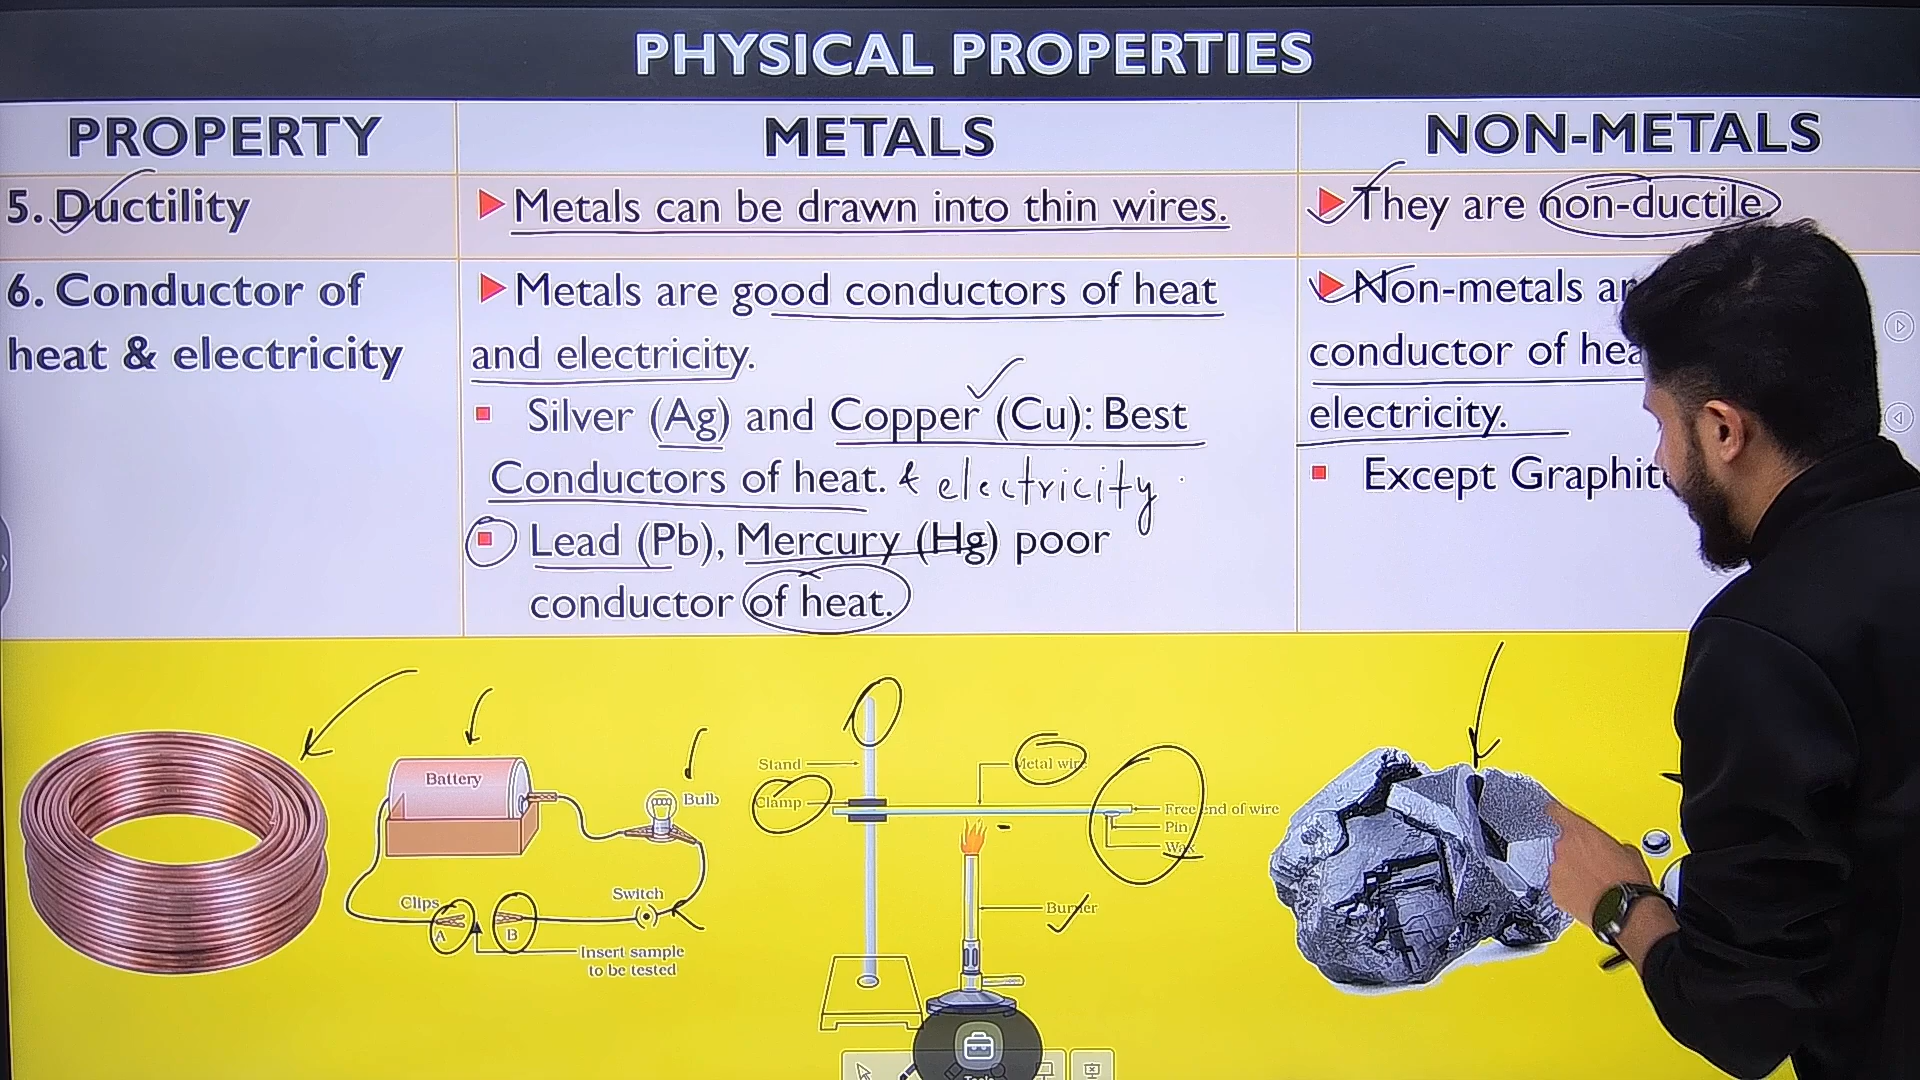 PHYSICAL PROPERTIES
PROPERTY METALS NON-METALS
5. Ductility
Metals can be drawn into thin wires.
They are non-ductile.
6. Conductor of
heat & electricity
Metals are good conductors of heat
and electricity.
Silver (Ag) and Copper (Cu): Best
Conductors of heat. & electricity
Lead (Pb), Mercury (Hg) poor
conductor of heat.
Non-metals
conductor of
electricity.
Except
Battery
Bulb
Clips
A
B
Switch
Insert sample
to be tested
Stand
Clamp
Metal wire
Free end of wire
Pin
Wax
Burner